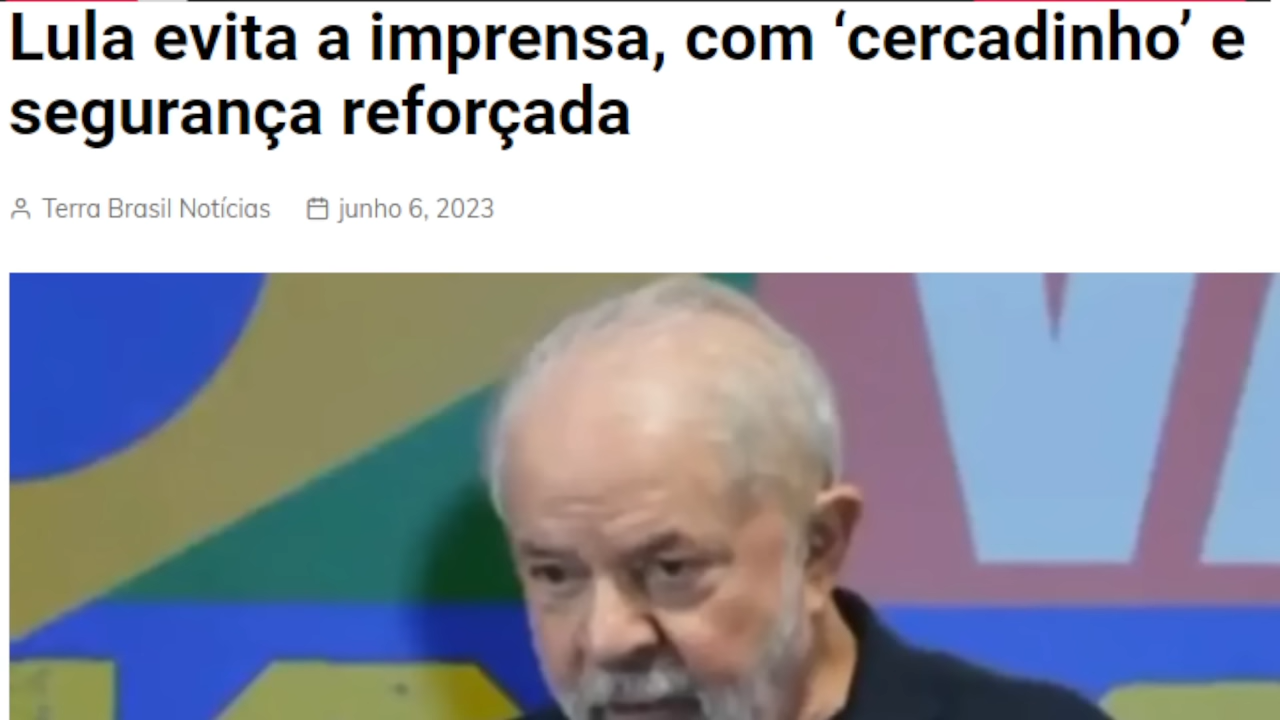 Lula evita a imprensa, com ‘cercadinho’ e
segurança reforçada
Terra Brasil Notícias junho 6, 2023